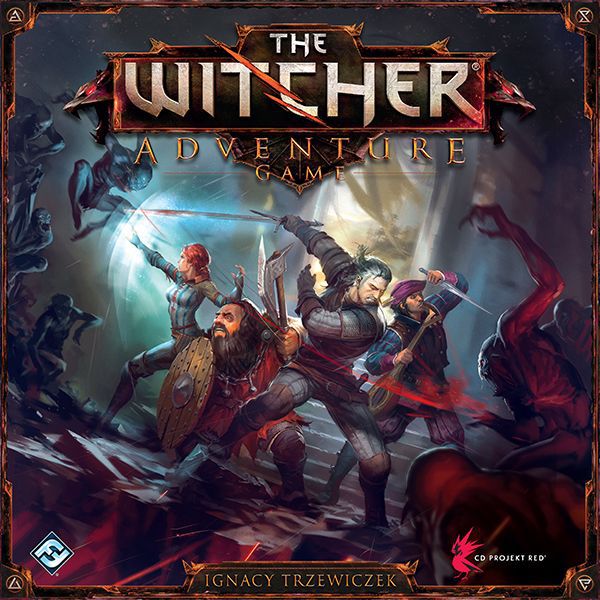 THE
WITCHER®
ADVENTURE
GAME
CD PROJEKT RED®
IGNACY TRZEWICZEK